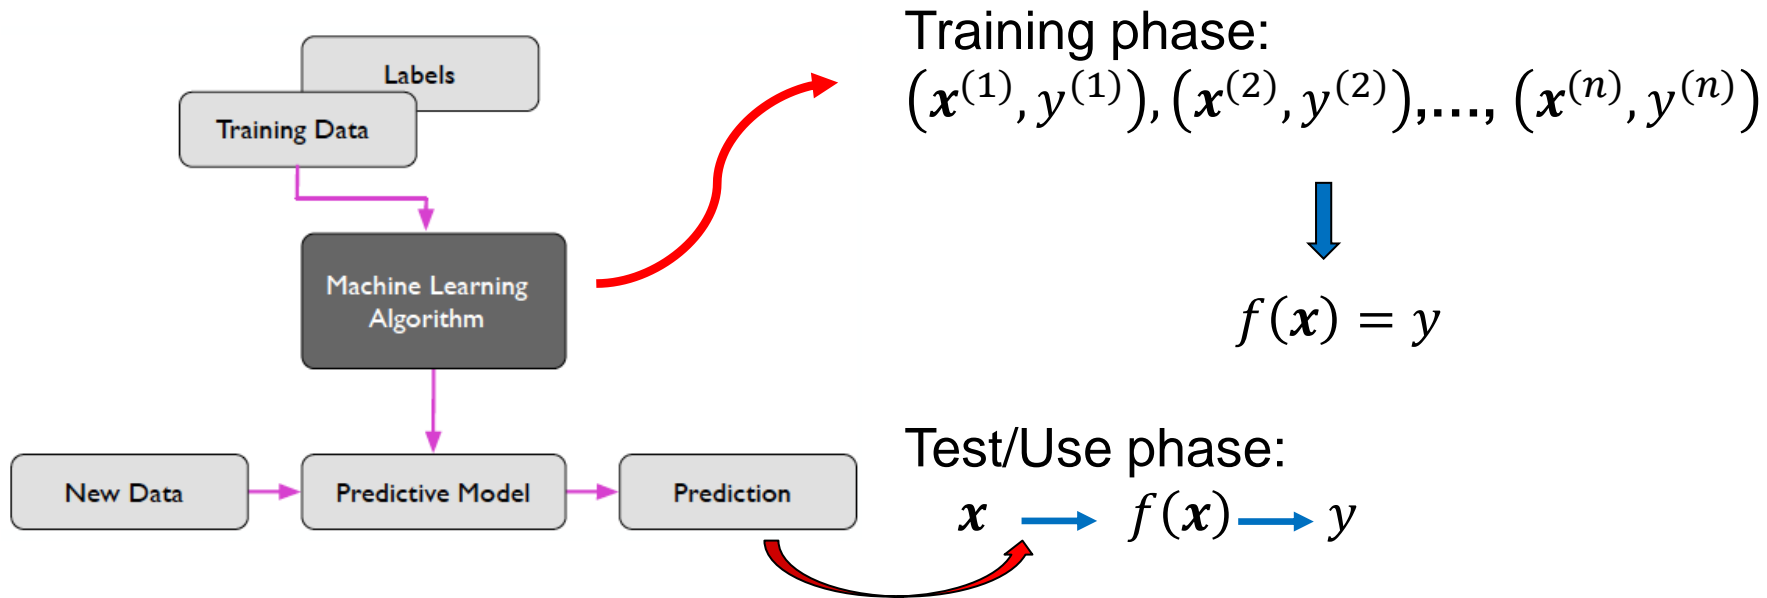 Labels
Training Data
Machine Learning
Algorithm
New Data
Predictive Model
Prediction
Training phase:
(𝒙⁽¹⁾, y⁽¹⁾), (𝒙⁽²⁾, y⁽²⁾),…., (𝒙⁽ⁿ⁾, y⁽ⁿ⁾)
f(𝒙) = y
Test/Use phase:
𝒙 → f(𝒙) → y